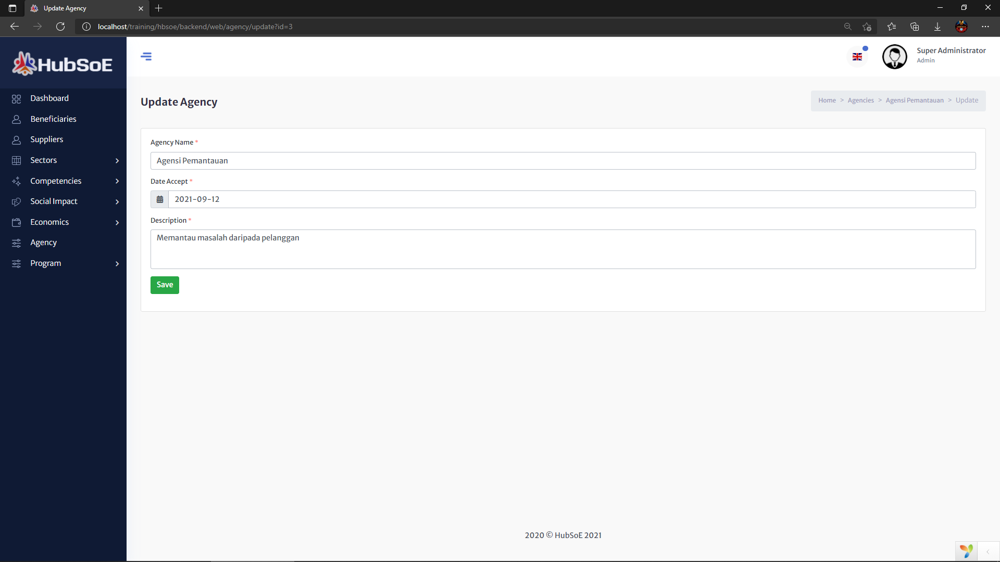 Update Agency
localhost/training/hbsoe/backend/web/agency/update?id=3
HubSoE
Super Administrator
Admin
Dashboard
Beneficiaries
Suppliers
Sectors
Competencies
Social Impact
Economics
Agency
Program
Update Agency
Home > Agencies > Agensi Pemantauan > Update
Agency Name *
Agensi Pemantauan
Date Accept *
2021-09-12
Description *
Memantau masalah daripada pelanggan
Save
2020 © HubSoE 2021